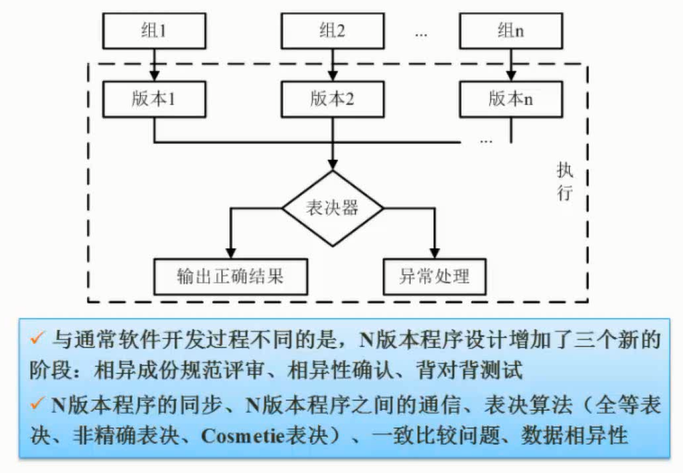 组1 组2 ... 组n
版本1 版本2 版本n
...
执
行
表决器
输出正确结果 异常处理
✓ 与通常软件开发过程不同的是，N版本程序设计增加了三个新的
阶段：相异成份规范评审、相异性确认、背对背测试
✓ N版本程序的同步、N版本程序之间的通信、表决算法（全等表
决、非精确表决、Cosmetie表决）、一致比较问题、数据相异性